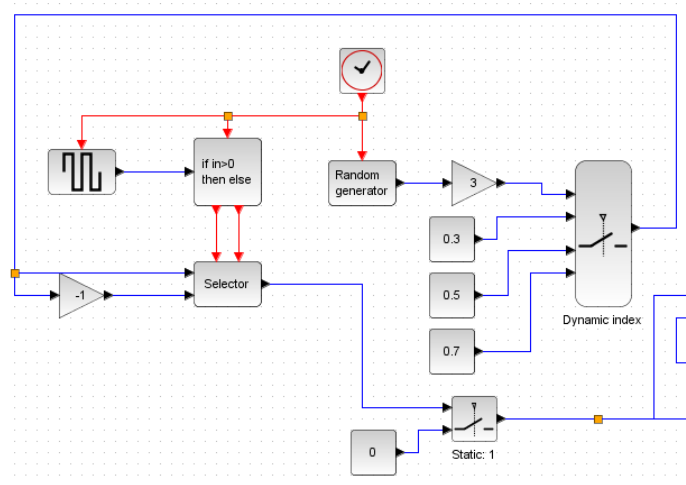 if in>0
then else
Random
generator
3
0.3
0.5
0.7
Dynamic index
Selector
-1
0
Static: 1